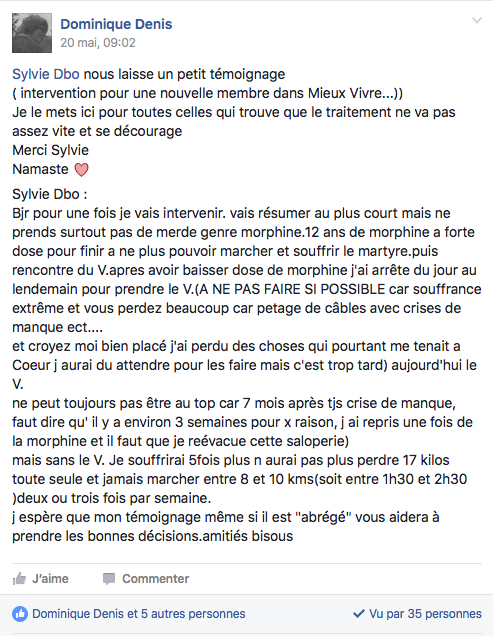 Dominique Denis
20 mai, 09:02
Sylvie Dbo nous laisse un petit témoignage
( intervention pour une nouvelle membre dans Mieux Vivre...))
Je le mets ici pour toutes celles qui trouve que le traitement ne va pas
assez vite et se décourage
Merci Sylvie
Namaste
Sylvie Dbo :
Bjr pour une fois je vais intervenir. vais résumer au plus court mais ne
prends surtout pas de merde genre morphine.12 ans de morphine a forte
dose pour finir a ne plus pouvoir marcher et souffrir le martyre.puis
rencontre du V.apres avoir baisser dose de morphine j'ai arrête du jour au
lendemain pour prendre le V.(A NE PAS FAIRE SI POSSIBLE car souffrance
extrême et vous perdez beaucoup car petage de câbles avec crises de
manque ect....
et croyez moi bien placé j'ai perdu des choses qui pourtant me tenait a
Coeur j aurai du attendre pour les faire mais c'est trop tard) aujourd'hui le
V.
ne peut toujours pas être au top car 7 mois après tjs crise de manque,
faut dire qu' il y a environ 3 semaines pour x raison, j ai repris une fois de
la morphine et il faut que je reévacue cette saloperie)
mais sans le V. Je souffrirai 5fois plus n aurai pas plus perdre 17 kilos
toute seule et jamais marcher entre 8 et 10 kms(soit entre 1h30 et 2h30
)deux ou trois fois par semaine.
j espère que mon témoignage même si il est "abrégé" vous aidera à
prendre les bonnes décisions.amitiés bisous
J'aime Commenter
Dominique Denis et 5 autres personnes Vu par 35 personnes